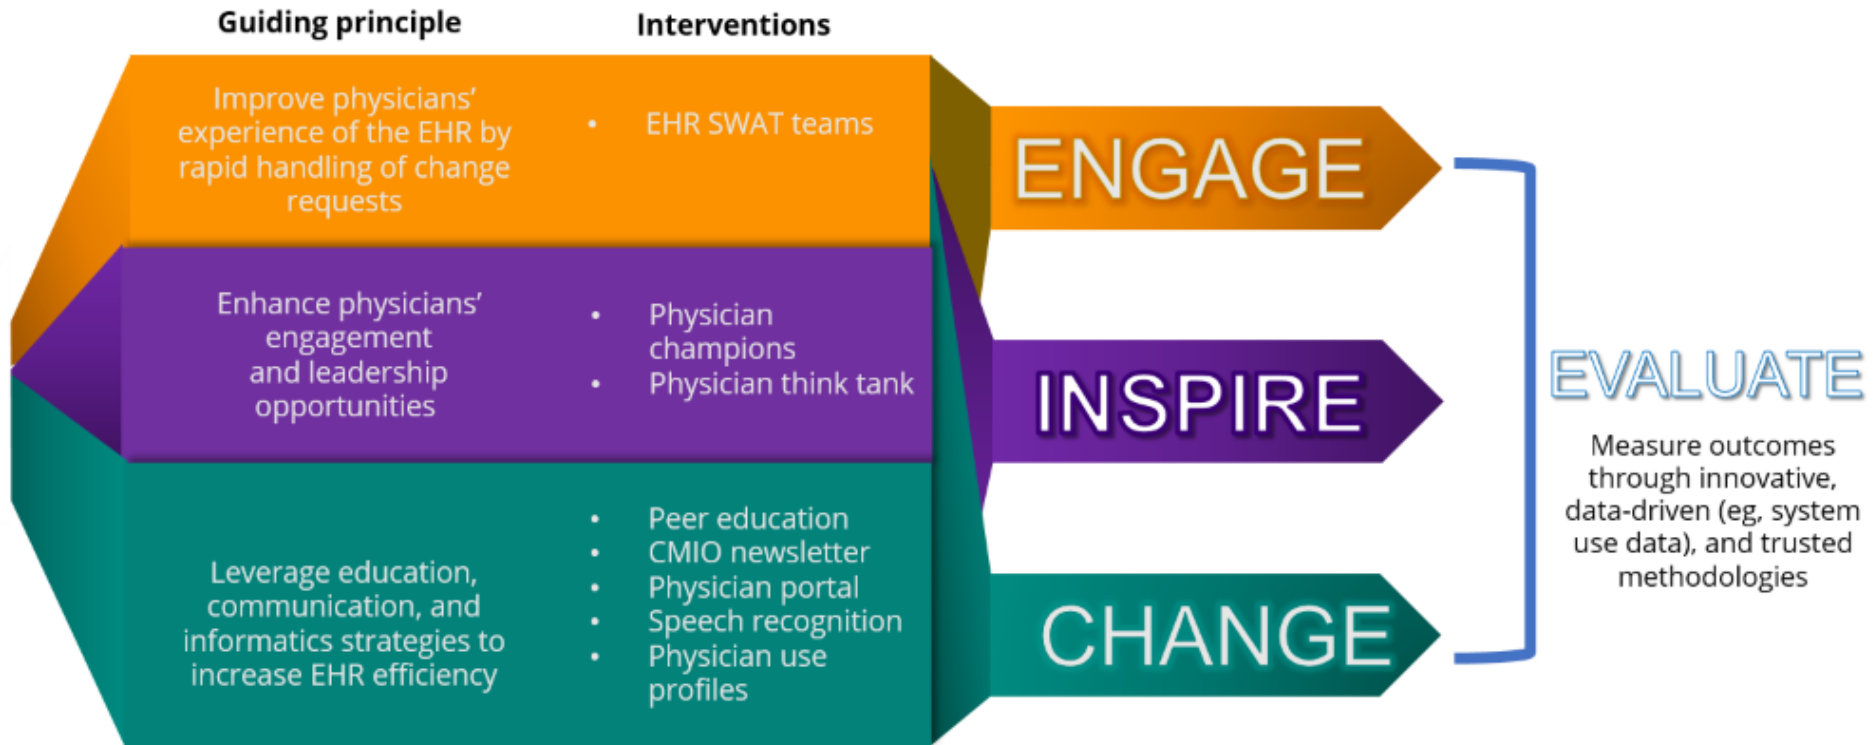 Guiding principle
Interventions
Improve physicians’
experience of the EHR by
rapid handling of change
requests
• EHR SWAT teams
ENGAGE
Enhance physicians’
engagement
and leadership
opportunities
• Physician
champions
• Physician think tank
INSPIRE
Leverage education,
communication, and
informatics strategies to
increase EHR efficiency
• Peer education
• CMIO newsletter
• Physician portal
• Speech recognition
• Physician use
profiles
CHANGE
EVALUATE
Measure outcomes
through innovative,
data-driven (eg, system
use data), and trusted
methodologies